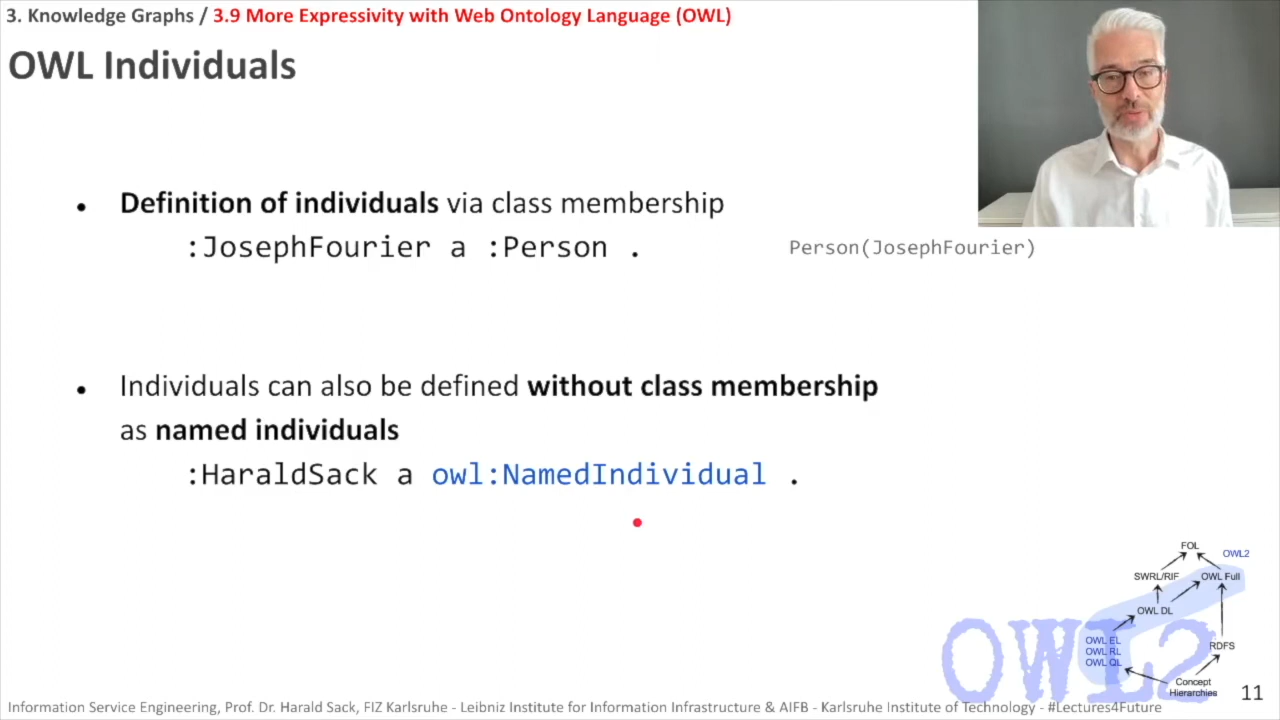 3. Knowledge Graphs / 3.9 More Expressivity with Web Ontology Language (OWL)
OWL Individuals
• Definition of individuals via class membership
:JosephFourier a :Person .
Person(JosephFourier)
• Individuals can also be defined without class membership
as named individuals
:HaraldSack a owl:NamedIndividual .
FOL
OWL2
SWRL/RIF
OWL Full
OWL DL
OWL EL
OWL RL
OWL QL
RDFS
Concept
Hierarchies
OWL2
11
Information Service Engineering, Prof. Dr. Harald Sack, FIZ Karlsruhe - Leibniz Institute for Information Infrastructure & AIFB - Karlsruhe Institute of Technology - #Lectures4Future